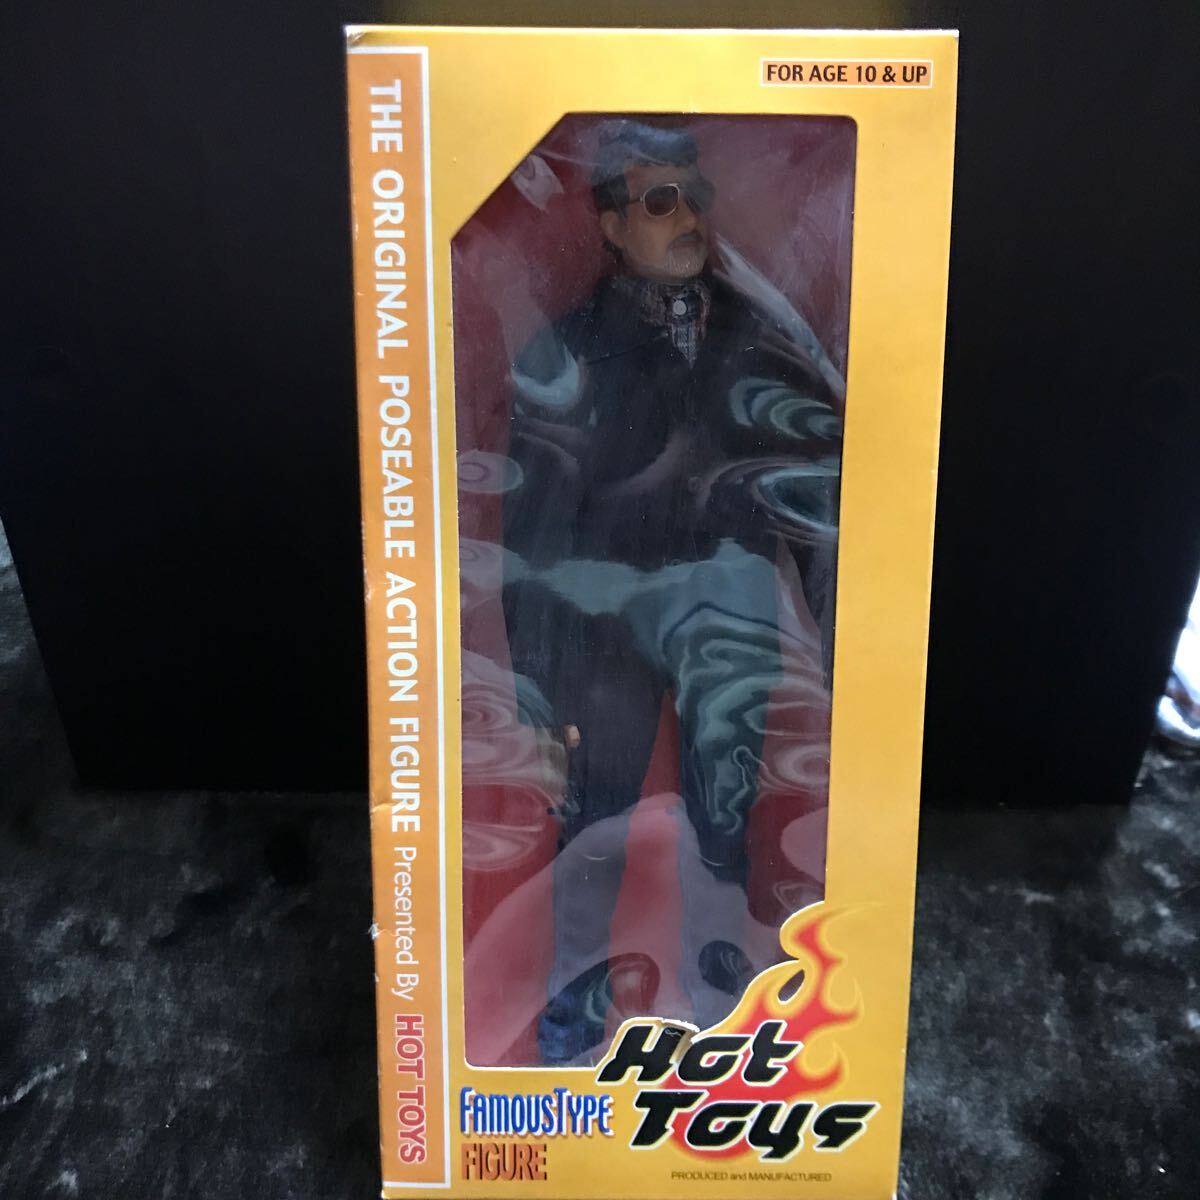 FOR AGE 10 & UP
THE ORIGINAL POSEABLE ACTION FIGURE Presented By HOT TOYS
Hot
Toys
FAMOUSTYPE
FIGURE
PRODUCED and MANUFACTURED